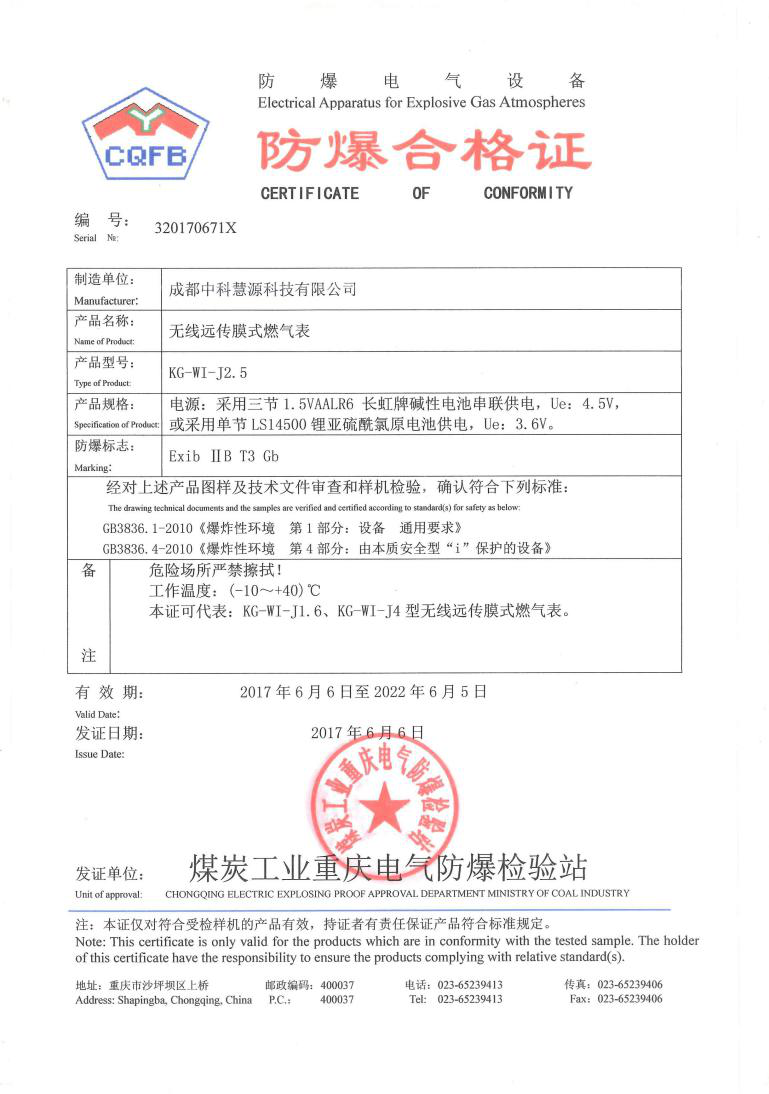 防爆电气设备
Electrical Apparatus for Explosive Gas Atmospheres
CQFB
防爆合格证
CERTIFICATE OF CONFORMITY
编 号: 320170671X
Serial №:
制造单位: 成都中科慧源科技有限公司
Manufacturer:
产品名称: 无线远传膜式燃气表
Name of Product:
产品型号: KG-WI-J2.5
Type of Product:
产品规格: 电源: 采用三节 1.5VAALR6 长虹牌碱性电池串联供电, Ue: 4.5V,
Specification of Product: 或采用单节 LS14500 锂亚硫酰氯原电池供电, Ue: 3.6V。
防爆标志: Exib ⅡB T3 Gb
Marking:
经对上述产品图样及技术文件审查和样机检验, 确认符合下列标准:
The drawing technical documents and the samples are verified and certified according to standard(s) for safety as below:
GB3836.1-2010《爆炸性环境 第 1 部分: 设备 通用要求》
GB3836.4-2010《爆炸性环境 第 4 部分: 由本质安全型“i”保护的设备》
备 注
危险场所严禁擦拭!
工作温度: (-10～+40)℃
本证可代表: KG-WI-J1.6、KG-WI-J4 型无线远传膜式燃气表。
有 效 期: 2017 年 6 月 6 日至 2022 年 6 月 5 日
Valid Date:
发证日期: 2017 年 6 月 6 日
Issue Date:
煤炭工业重庆电气防爆检验站
发证单位: 煤炭工业重庆电气防爆检验站
Unit of approval: CHONGQING ELECTRIC EXPLOSING PROOF APPROVAL DEPARTMENT MINISTRY OF COAL INDUSTRY
注: 本证仅对符合受检样机的产品有效, 持证者有责任保证产品符合标准规定。
Note: This certificate is only valid for the products which are in conformity with the tested sample. The holder
of this certificate have the responsibility to ensure the products complying with relative standard(s).
地址: 重庆市沙坪坝区上桥 邮政编码: 400037 电话: 023-65239413 传真: 023-65239406
Address: Shapingba, Chongqing, China P.C.: 400037 Tel: 023-65239413 Fax: 023-65239406